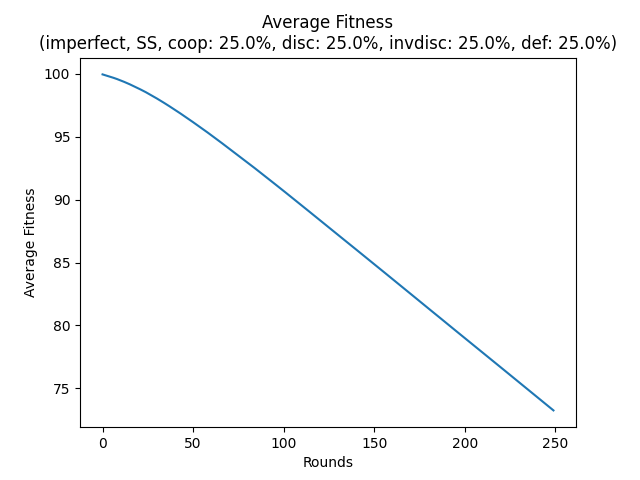 Average Fitness
(imperfect, SS, coop: 25.0%, disc: 25.0%, invdisc: 25.0%, def: 25.0%)
100
95
90
85
80
75
Average Fitness
0 50 100 150 200 250
Rounds